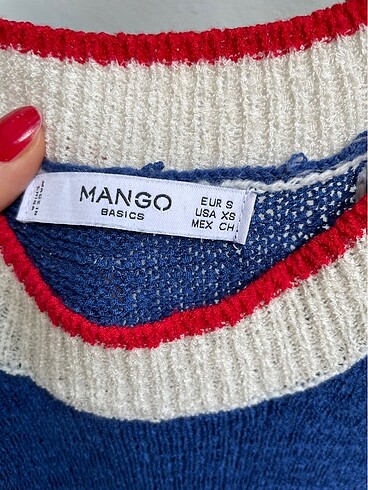 MANGO
BASICS
EUR S
USA XS
MEX CH